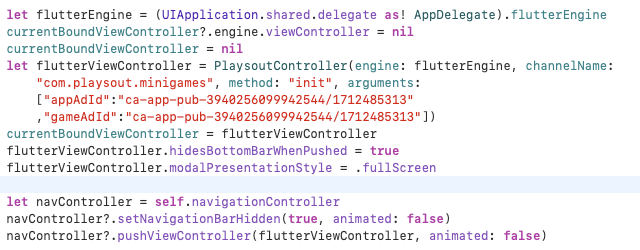 let flutterEngine = (UIApplication.shared.delegate as! AppDelegate).flutterEngine
currentBoundViewController?.engine.viewController = nil
currentBoundViewController = nil
let flutterViewController = PlaysoutController(engine: flutterEngine, channelName:
"com.playsout.minigames", method: "init", arguments:
["appAdId":"ca-app-pub-3940256099942544/1712485313"
,"gameAdId":"ca-app-pub-3940256099942544/1712485313"])
currentBoundViewController = flutterViewController
flutterViewController.hidesBottomBarWhenPushed = true
flutterViewController.modalPresentationStyle = .fullScreen
let navController = self.navigationController
navController?.setNavigationBarHidden(true, animated: false)
navController?.pushViewController(flutterViewController, animated: false)